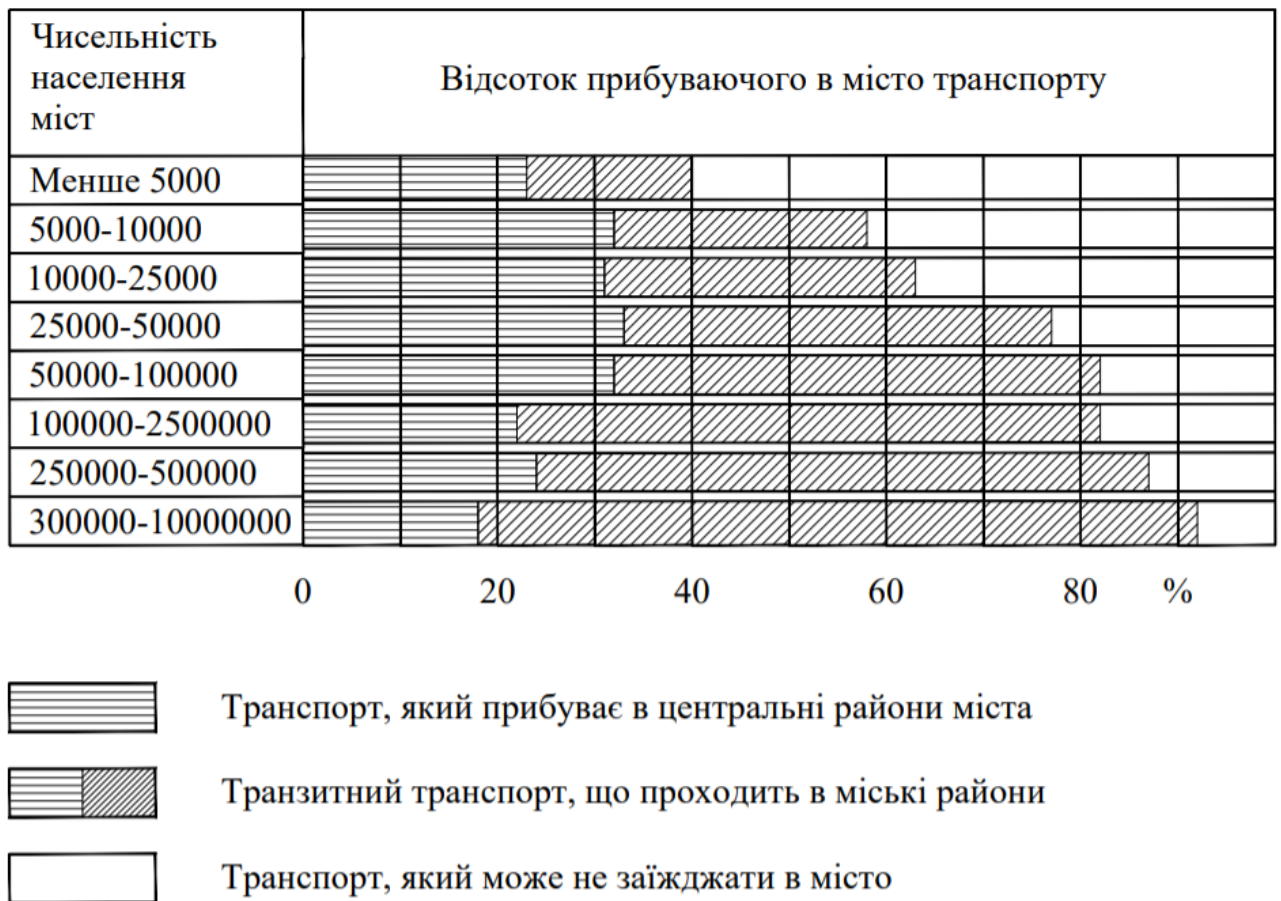 Чисельність
населення
міст
Відсоток прибуваючого в місто транспорту
Менше 5000
5000-10000
10000-25000
25000-50000
50000-100000
100000-2500000
250000-500000
300000-10000000
0 20 40 60 80 %
Транспорт, який прибуває в центральні райони міста
Транзитний транспорт, що проходить в міські райони
Транспорт, який може не заїжджати в місто